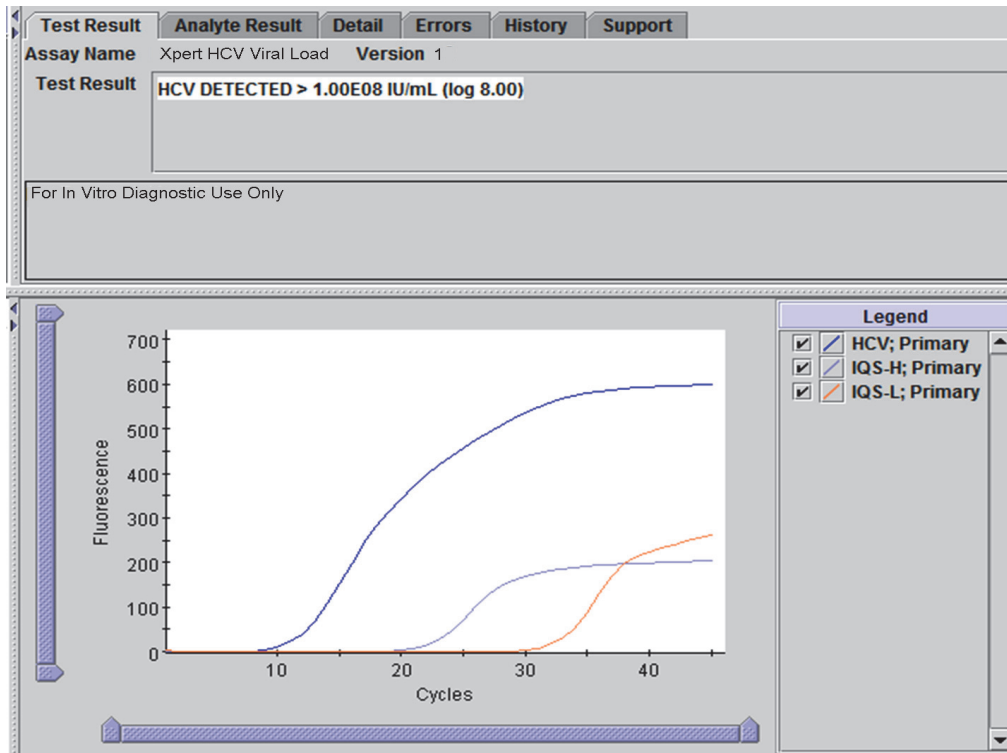 Test Result Analyte Result Detail Errors History Support
Assay Name Xpert HCV Viral Load Version 1
Test Result HCV DETECTED > 1.00E08 IU/mL (log 8.00)
For In Vitro Diagnostic Use Only
700
600
500
400
300
200
100
0
Fluorescence
10 20 30 40
Cycles
Legend
HCV; Primary
IQS-H; Primary
IQS-L; Primary